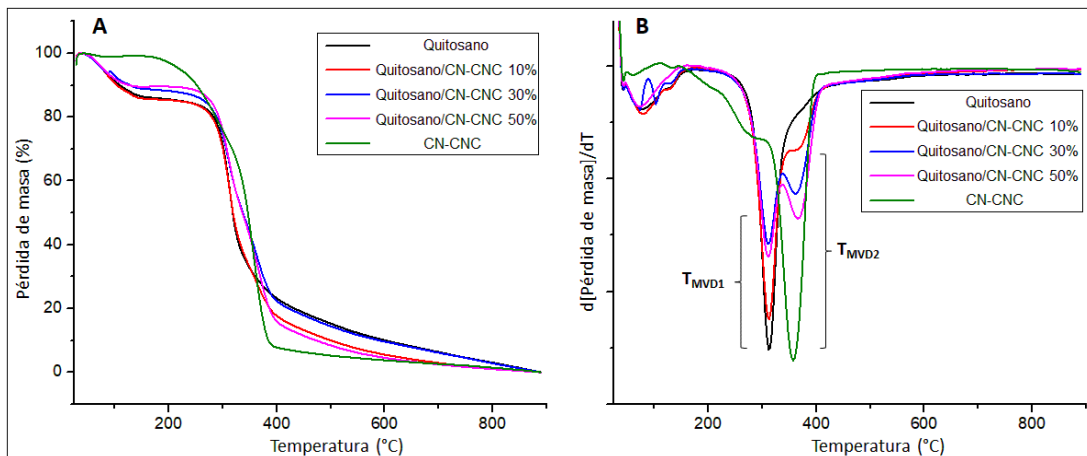 A
Pérdida de masa (%)
100
80
60
40
20
0
Quitosano
Quitosano/CN-CNC 10%
Quitosano/CN-CNC 30%
Quitosano/CN-CNC 50%
CN-CNC
200
400
600
800
Temperatura (°C)
B
d[Pérdida de masa]/dT
Quitosano
Quitosano/CN-CNC 10%
Quitosano/CN-CNC 30%
Quitosano/CN-CNC 50%
CN-CNC
TMVD1
TMVD2
200
400
600
800
Temperatura (°C)